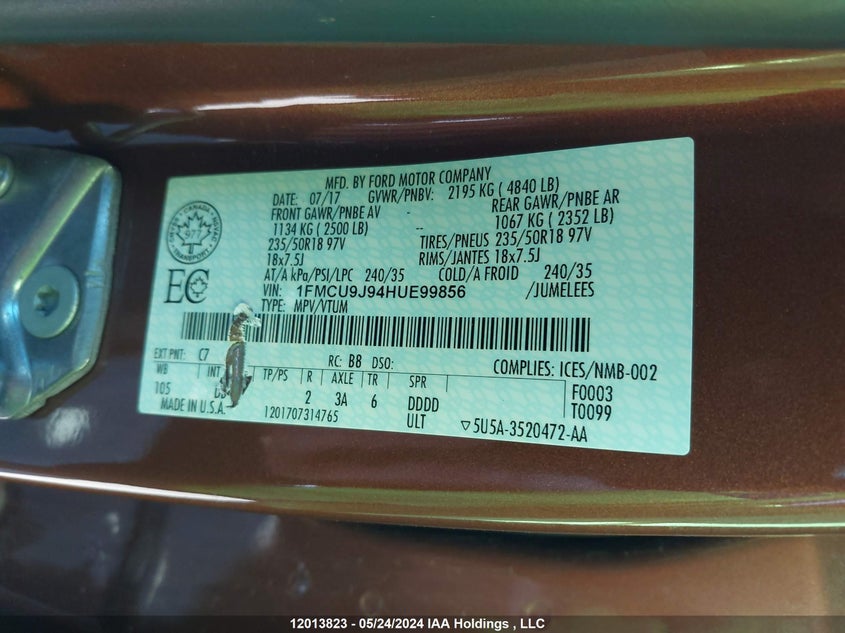 MFD. BY FORD MOTOR COMPANY
DATE: 07/17 GVWR/PNBV: 2195 KG ( 4840 LB)
FRONT GAWR/PNBE AV - REAR GAWR/PNBE AR
1134 KG ( 2500 LB) -- 1067 KG ( 2352 LB)
235/50R18 97V TIRES/PNEUS 235/50R18 97V
18x7.5J RIMS/JANTES 18x7.5J
AT/A kPa/PSI/LPC 240/35 COLD/A FROID 240/35
VIN: 1FMCU9J94HUE99856 /JUMELEES
TYPE: MPV/VTUM
CANADA
TRANSPORT
977
EC
EXT PNT: C7 RC: B8 DSO: COMPLIES: ICES/NMB-002
WB INT TP/PS R AXLE TR SPR F0003
105 2 3A 6 DDDD T0099
MADE IN U.S.A. 1201707314765 ULT ▽5U5A-3520472-AA
12013823 - 05/24/2024 IAA Holdings , LLC